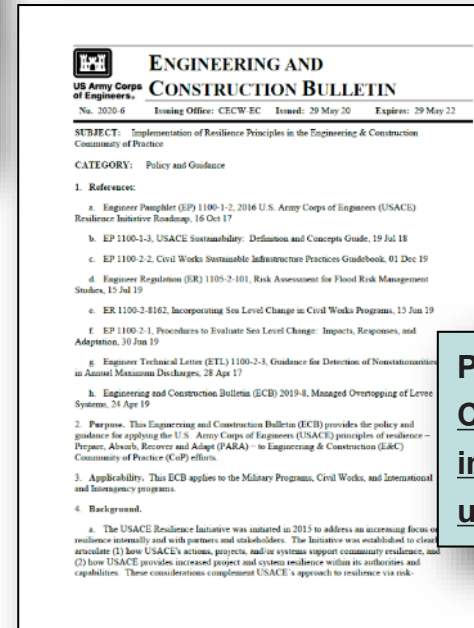 ENGINEERING AND
US Army Corps
of Engineers®
CONSTRUCTION BULLETIN
No. 2020-6 Issuing Office: CECW-EC Issued: 29 May 20 Expires: 29 May 22
SUBJECT: Implementation of Resilience Principles in the Engineering & Construction
Community of Practice
CATEGORY: Policy and Guidance
1. References:
a. Engineer Pamphlet (EP) 1100-1-2, 2016 U.S. Army Corps of Engineers (USACE)
Resilience Initiative Roadmap, 16 Oct 17
b. EP 1100-1-3, USACE Sustainability: Definition and Concepts Guide, 19 Jul 18
c. EP 1100-2-2, Civil Works Sustainable Infrastructure Practices Guidebook, 01 Dec 19
d. Engineer Regulation (ER) 1105-2-101, Risk Assessment for Flood Risk Management
Studies, 15 Jul 19
e. ER 1100-2-8162, Incorporating Sea Level Change in Civil Works Programs, 15 Jun 19
f. EP 1100-2-1, Procedures to Evaluate Sea Level Change: Impacts, Responses, and
Adaptation, 30 Jun 19
g. Engineer Technical Letter (ETL) 1100-2-3, Guidance for Detection of Nonstationarities
in Annual Maximum Discharges, 28 Apr 17
h. Engineering and Construction Bulletin (ECB) 2019-8, Managed Overtopping of Levee
Systems, 24 Apr 19
2. Purpose. This Engineering and Construction Bulletin (ECB) provides the policy and
guidance for applying the U.S. Army Corps of Engineers (USACE) principles of resilience –
Prepare, Absorb, Recover and Adapt (PARA) – to Engineering & Construction (E&C)
Community of Practice (CoP) efforts.
3. Applicability. This ECB applies to the Military Programs, Civil Works, and International
and Interagency programs.
4. Background.
a. The USACE Resilience Initiative was initiated in 2015 to address an increasing focus on
resilience internally and with partners and stakeholders. The Initiative was established to clearl
articulate (1) how USACE's actions, projects, and/or systems support community resilience, and
(2) how USACE provides increased project and system resilience within its authorities and
capabilities. These considerations complement USACE's approach to resilience via risk-
P
C
in
u